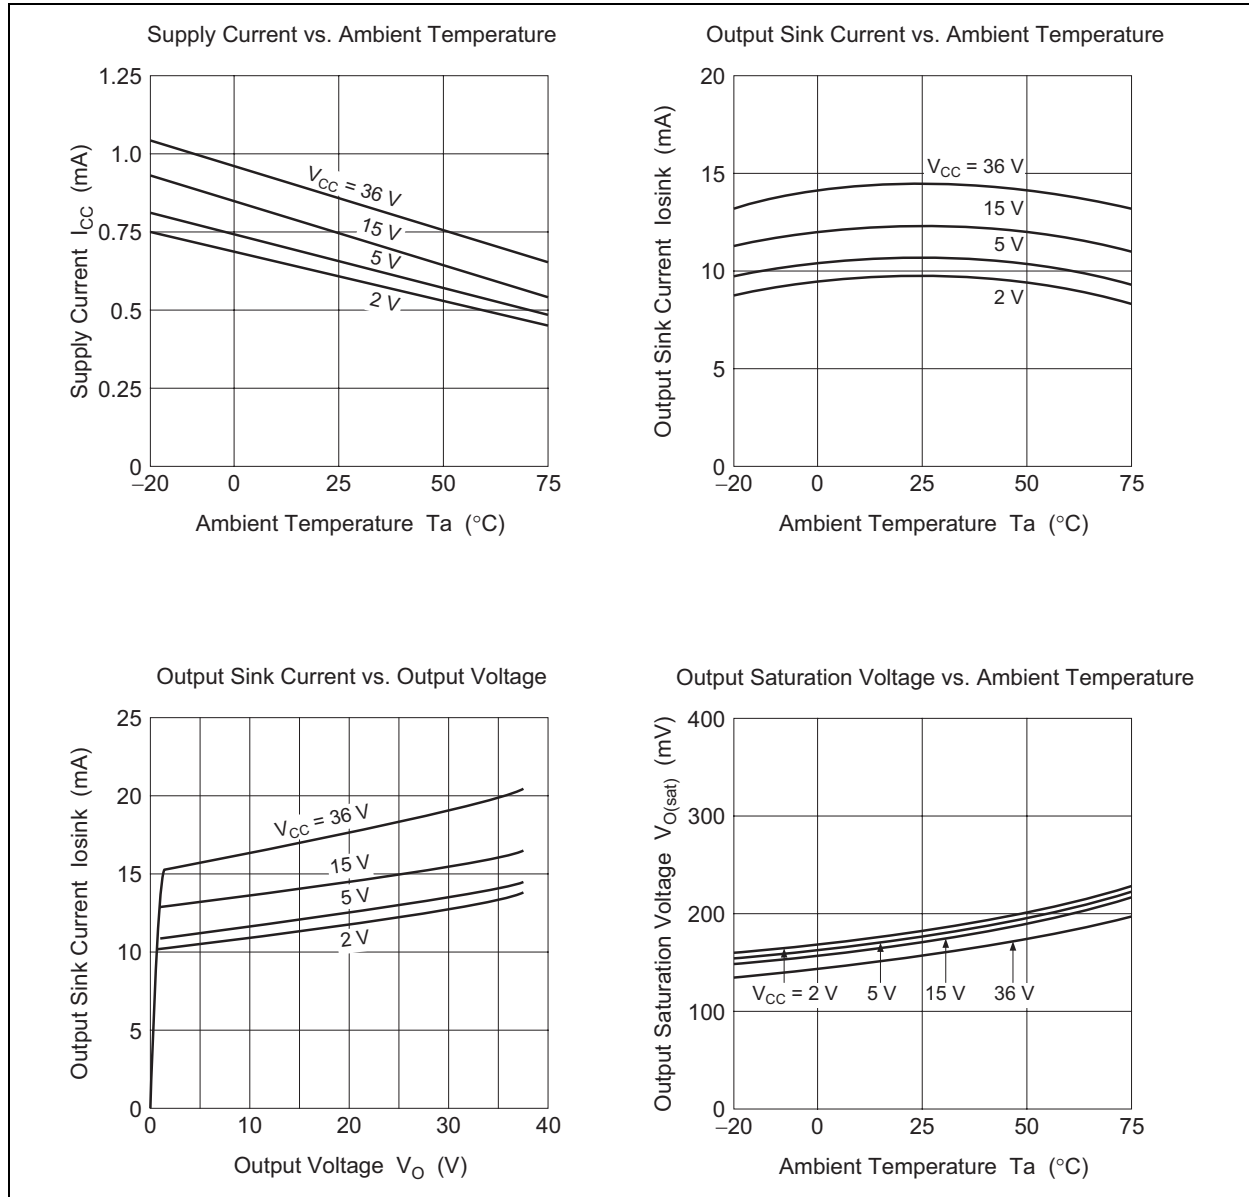 Supply Current vs. Ambient Temperature
1.25
1.0
0.75
0.5
0.25
0
Supply Current ICC (mA)
VCC = 36 V
15 V
5 V
2 V
–20 0 25 50 75
Ambient Temperature Ta (°C)
Output Sink Current vs. Ambient Temperature
20
15
10
5
0
Output Sink Current Iosink (mA)
VCC = 36 V
15 V
5 V
2 V
–20 0 25 50 75
Ambient Temperature Ta (°C)
Output Sink Current vs. Output Voltage
25
20
15
10
5
0
Output Sink Current Iosink (mA)
VCC = 36 V
15 V
5 V
2 V
0 10 20 30 40
Output Voltage VO (V)
Output Saturation Voltage vs. Ambient Temperature
400
300
200
100
0
Output Saturation Voltage VO(sat) (mV)
VCC = 2 V 5 V 15 V 36 V
–20 0 25 50 75
Ambient Temperature Ta (°C)